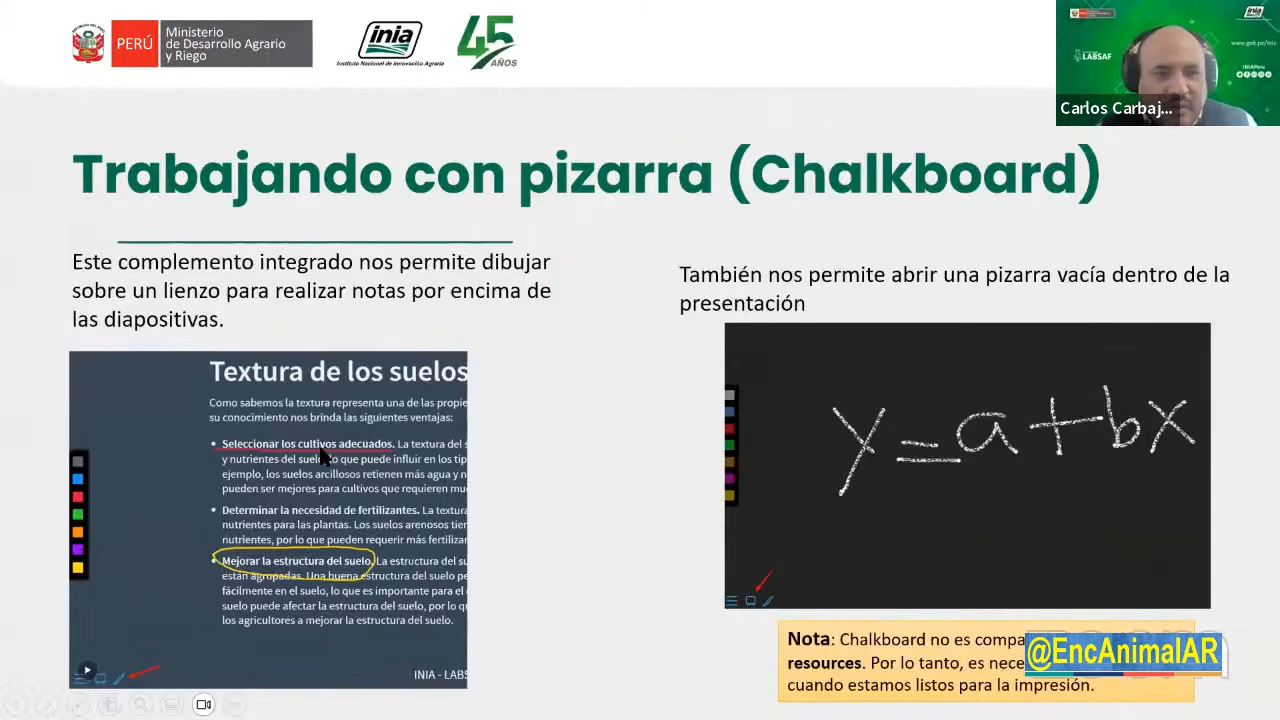 PERÚ
Ministerio
de Desarrollo Agrario
y Riego
inia
Instituto Nacional de Innovación Agraria
45
AÑOS
inia
LABSAF
www.gob.pe/inia
INIAPeru
Carlos Carbaj...
Trabajando con pizarra (Chalkboard)
Este complemento integrado nos permite dibujar
sobre un lienzo para realizar notas por encima de
las diapositivas.
También nos permite abrir una pizarra vacía dentro de la
presentación
Textura de los suelos
Como sabemos la textura representa una de las propie
su conocimiento nos brinda las siguientes ventajas:
• Seleccionar los cultivos adecuados. La textura del s
y nutrientes del suelo lo que puede influir en los tip
ejemplo, los suelos arcillosos retienen más agua y n
pueden ser mejores para cultivos que requieren mu
• Determinar la necesidad de fertilizantes. La textura
nutrientes para las plantas. Los suelos arenosos tien
nutrientes, por lo que pueden requerir más fertilizan
• Mejorar la estructura del suelo. La estructura del su
están agrupadas. Una buena estructura del suelo pe
fácilmente en el suelo, lo que es importante para el
suelo puede afectar la estructura del suelo, por lo qu
los agricultores a mejorar la estructura del suelo.
INIA - LABS
y = a + bx
Nota: Chalkboard no es compa
resources. Por lo tanto, es nece
cuando estamos listos para la impresión.
@EncAnimalAR